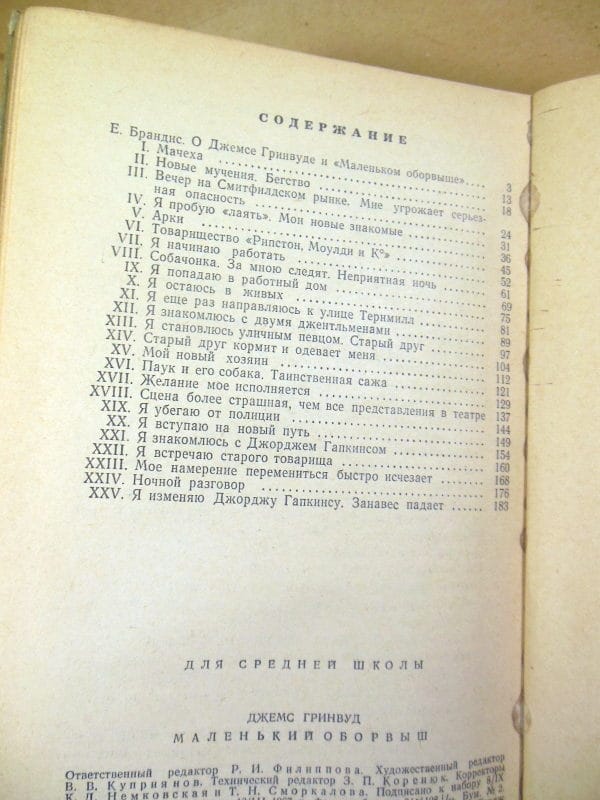 СОДЕРЖАНИЕ
Е. Брандис. О Джемсе Гринвуде и «Маленьком оборвыше».... 3
I. Мачеха .................... 13
II. Новые мучения. Бегство .................... 18
III. Вечер на Смитфилдском рынке. Мне угрожает серьез-
ная опасность .................... 24
IV. Я пробую «лаять». Мои новые знакомые .................... 31
V. Арки .................... 36
VI. Товарищество «Рипстон, Моулди и К°» .................... 45
VII. Я начинаю работать .................... 52
VIII. Собачонка. За мною следят. Неприятная ночь .................... 61
IX. Я попадаю в работный дом .................... 69
X. Я остаюсь в живых .................... 75
XI. Я еще раз направляюсь к улице Тернмилл .................... 81
XII. Я знакомлюсь с двумя джентльменами .................... 89
XIII. Я становлюсь уличным певцом. Старый друг .................... 97
XIV. Старый друг кормит и одевает меня .................... 104
XV. Мой новый хозяин .................... 112
XVI. Паук и его собака. Таинственная сажа .................... 121
XVII. Желание мое исполняется .................... 129
XVIII. Сцена более страшная, чем все представления в театре 137
XIX. Я убегаю от полиции .................... 144
XX. Я вступаю на новый путь .................... 149
XXI. Я знакомлюсь с Джорджем Гапкинсом .................... 154
XXII. Я встречаю старого товарища .................... 160
XXIII. Мое намерение перемениться быстро исчезает .................... 168
XXIV. Ночной разговор .................... 176
XXV. Я изменяю Джорджу Гапкинсу. Занавес падает ...... 183
ДЛЯ СРЕДНЕЙ ШКОЛЫ
ДЖЕМС ГРИНВУД
МАЛЕНЬКИЙ ОБОРВЫШ
Ответственный редактор Р. И. Филиппова. Художественный редактор
В. В. Куприянов. Технический редактор З. П. Коренюк. Корректоры
К. Д. Немковская и Т. Н. Сморкалова. Подписано к набору 8/IX
Бум. № 2.